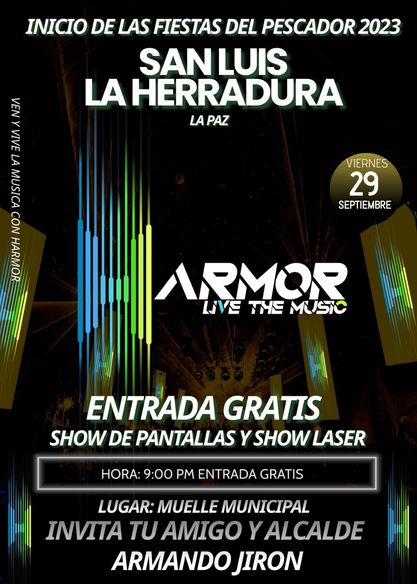 INICIO DE LAS FIESTAS DEL PESCADOR 2023
SAN LUIS
LA HERRADURA
LA PAZ
VEN Y VIVE LA MUSICA CON HARMOR
VIERNES
29
SEPTIEMBRE
HARMOR
LIVE THE MUSIC
ENTRADA GRATIS
SHOW DE PANTALLAS Y SHOW LASER
HORA: 9:00 PM ENTRADA GRATIS
LUGAR: MUELLE MUNICIPAL
INVITA TU AMIGO Y ALCALDE
ARMANDO JIRON